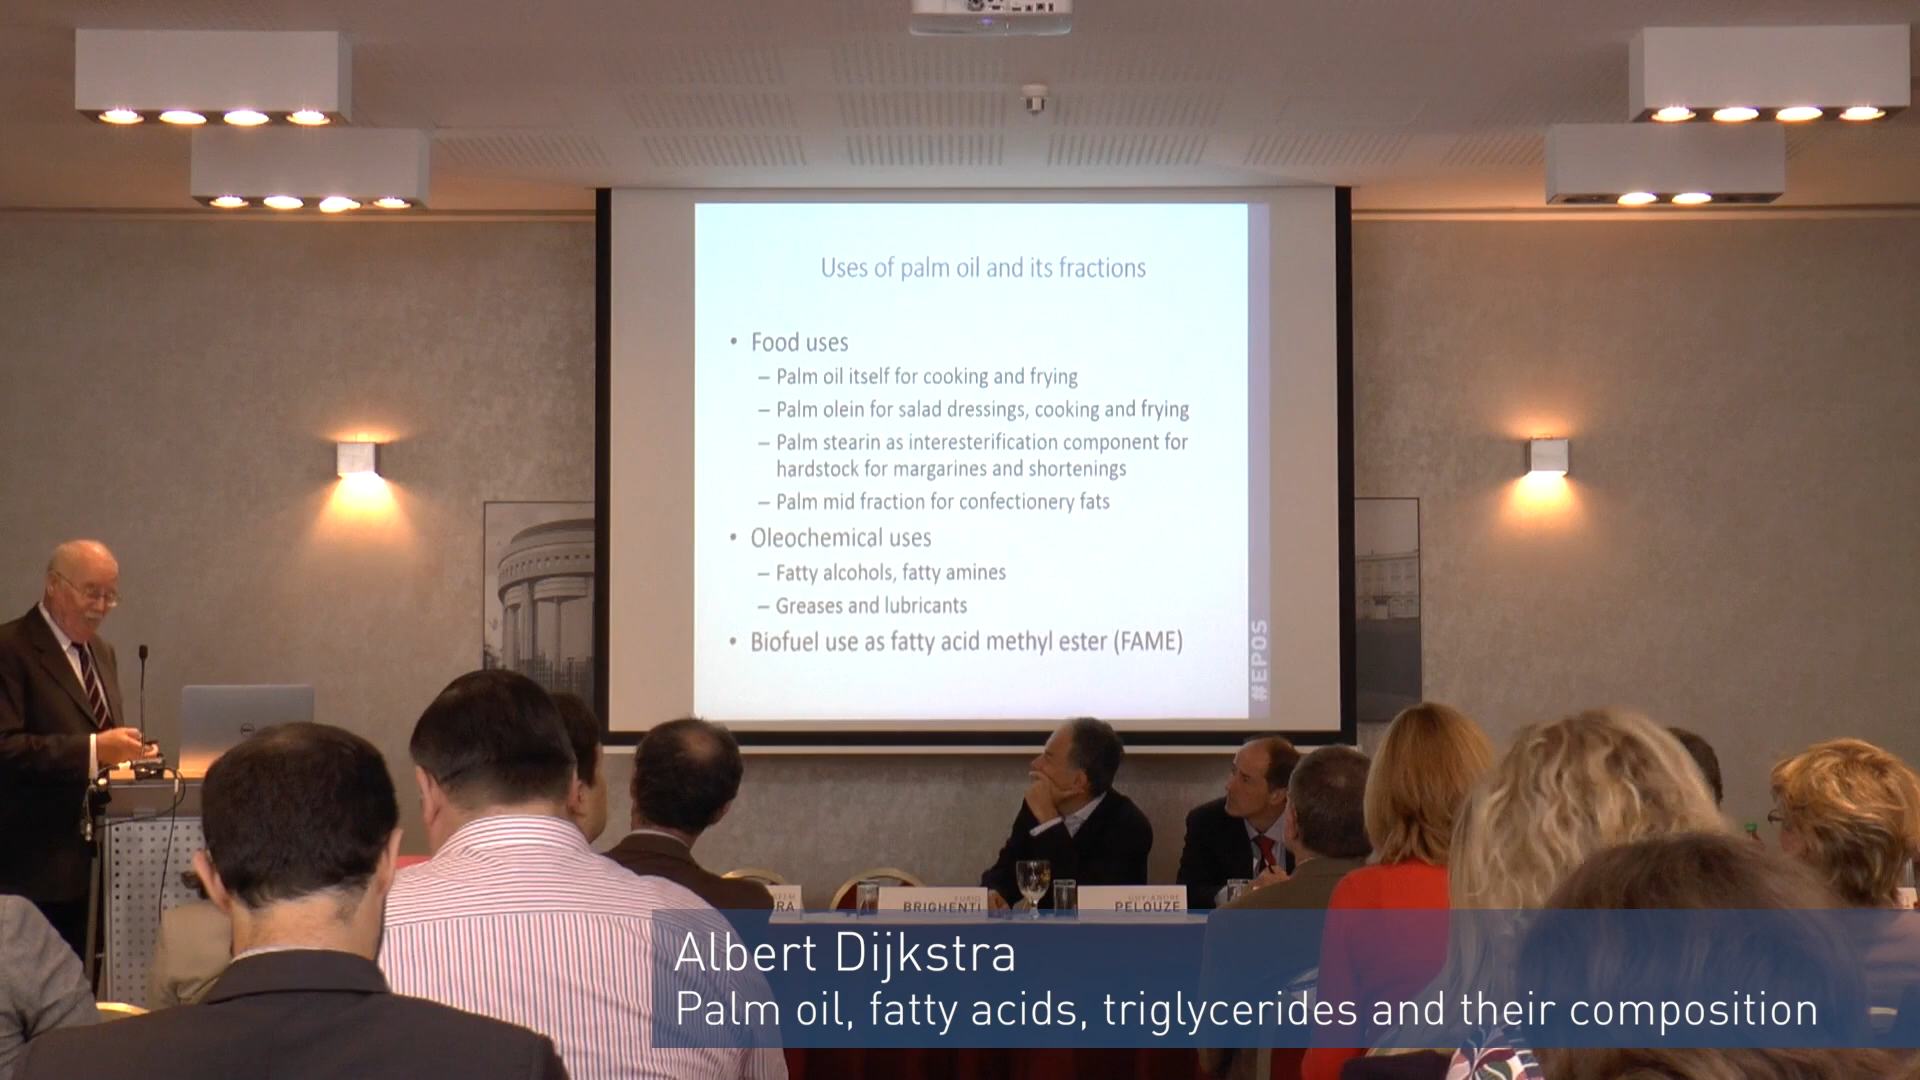 Uses of palm oil and its fractions
• Food uses
– Palm oil itself for cooking and frying
– Palm olein for salad dressings, cooking and frying
– Palm stearin as interesterification component for
hardstock for margarines and shortenings
– Palm mid fraction for confectionery fats
• Oleochemical uses
– Fatty alcohols, fatty amines
– Greases and lubricants
• Biofuel use as fatty acid methyl ester (FAME)
#EPOS
BRIGHENTI
GUY-ANDRÉ
PELOUZE
Albert Dijkstra
Palm oil, fatty acids, triglycerides and their composition